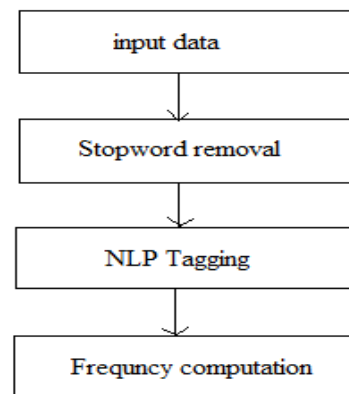 input data
Stopword removal
NLP Tagging
Frequncy computation